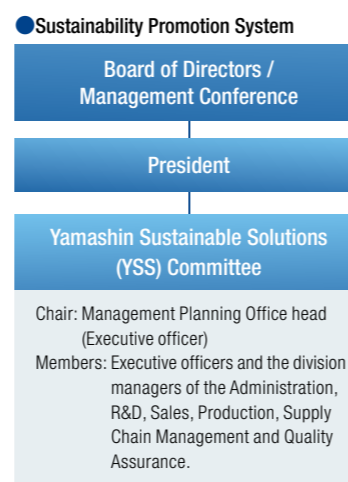 Sustainability Promotion System
Board of Directors /
Management Conference
President
Yamashin Sustainable Solutions
(YSS) Committee
Chair: Management Planning Office head
(Executive officer)
Members: Executive officers and the division
managers of the Administration,
R&D, Sales, Production, Supply
Chain Management and Quality
Assurance.